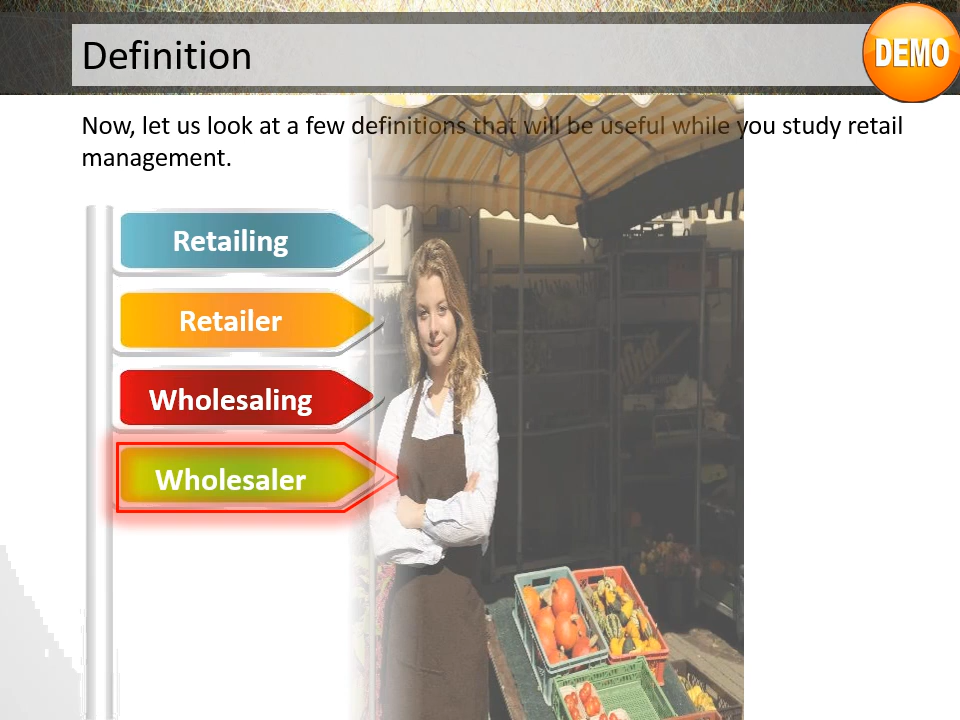 Definition
DEMO
Now, let us look at a few definitions that will be useful while you study retail
management.
Retailing
Retailer
Wholesaling
Wholesaler